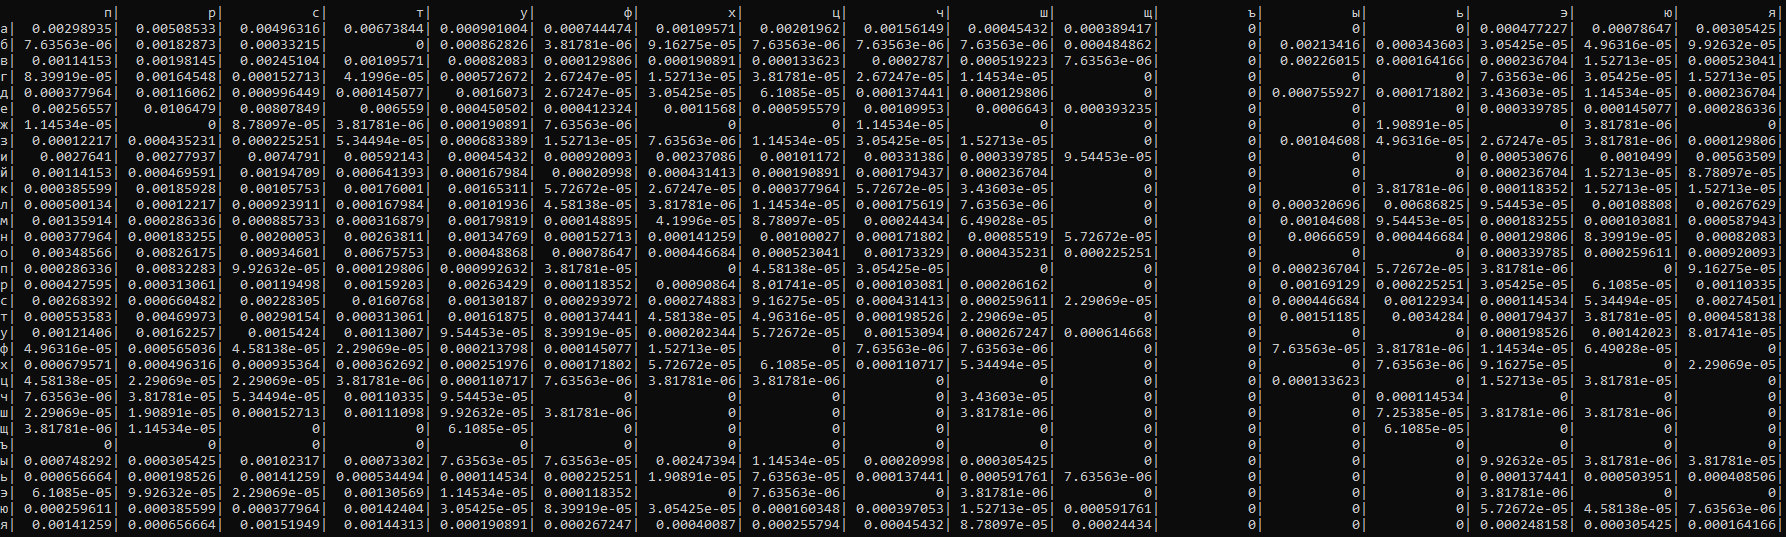 п| р| с| т| у| ф| х| ц| ч| ш| щ| ъ| ы| ь| э| ю| я|
а| 0.00298935| 0.00508533| 0.00496316| 0.00673844| 0.000901004| 0.000744474| 0.00109571| 0.00201962| 0.00156149| 0.00045432| 0.000389417| 0| 0| 0| 0.000477227| 0.00078647| 0.00305425|
б| 7.63563e-06| 0.00182873| 0.00033215| 0| 0.000862826| 3.81781e-06| 9.16275e-05| 7.63563e-06| 7.63563e-06| 7.63563e-06| 0.000484862| 0| 0.00213416| 0.000343603| 3.05425e-05| 4.96316e-05| 9.92632e-05|
в| 0.00114153| 0.00198145| 0.00245104| 0.00109571| 0.00082083| 0.000129806| 0.000190891| 0.000133623| 0.0002787| 0.000519223| 7.63563e-06| 0| 0.00226015| 0.000164166| 0.000236704| 1.52713e-05| 0.000523041|
г| 8.39919e-05| 0.00164548| 0.000152713| 4.1996e-05| 0.000572672| 2.67247e-05| 1.52713e-05| 3.81781e-06| 2.67247e-05| 1.14534e-05| 0| 0| 0| 0| 7.63563e-06| 3.05425e-05| 1.52713e-05|
д| 0.000377964| 0.00116062| 0.000996449| 0.000145077| 0.0016073| 2.67247e-05| 3.05425e-05| 6.1085e-05| 0.000137441| 0.000129806| 0| 0| 0.000755927| 0.000171802| 3.43603e-05| 1.14534e-05| 0.000236704|
е| 0.00256557| 0.0106479| 0.00807849| 0.006559| 0.000450502| 0.000412324| 0.0011568| 0.000595579| 0.00109953| 0.0006643| 0.000393235| 0| 0| 0| 0.000339785| 0.000145077| 0.000286336|
ж| 1.14534e-05| 0| 8.78097e-05| 3.81781e-06| 0.000190891| 7.63563e-06| 0| 0| 1.14534e-05| 0| 0| 0| 0| 1.90891e-05| 0| 3.81781e-06| 0|
з| 0.00012217| 0.000435231| 0.000225251| 5.34494e-05| 0.000683389| 1.52713e-05| 7.63563e-06| 1.14534e-05| 3.05425e-05| 1.52713e-05| 0| 0| 0.00104608| 4.96316e-05| 2.67247e-05| 3.81781e-06| 0.000129806|
и| 0.0027641| 0.00277937| 0.0074791| 0.00592143| 0.00045432| 0.000920093| 0.00237086| 0.00101172| 0.00331386| 0.000339785| 9.54453e-05| 0| 0| 0| 0.000530676| 0.0010499| 0.00563509|
й| 0.00114153| 0.000469591| 0.00194709| 0.000641393| 0.000167984| 0.00020998| 0.000431413| 0.000190891| 0.000179437| 0.000236704| 0| 0| 0| 0| 0.000236704| 1.52713e-05| 8.78097e-05|
к| 0.000385599| 0.00185928| 0.00105753| 0.00176001| 0.00165311| 5.72672e-05| 2.67247e-05| 0.000377964| 5.72672e-05| 3.43603e-05| 0| 0| 0| 3.81781e-06| 0.000118352| 1.52713e-05| 1.52713e-05|
л| 0.000500134| 0.00012217| 0.000923911| 0.000167984| 0.00101936| 4.58138e-05| 3.81781e-06| 1.14534e-05| 0.000175619| 7.63563e-06| 0| 0| 0.000320696| 0.00686825| 9.54453e-05| 0.00108808| 0.00267629|
м| 0.00135914| 0.000286336| 0.000885733| 0.000316879| 0.00179819| 0.000148895| 4.1996e-05| 8.78097e-05| 0.00024434| 6.49028e-05| 0| 0| 0.00104608| 9.54453e-05| 0.000183255| 0.000103081| 0.000587943|
н| 0.000377964| 0.000183255| 0.00200053| 0.00263811| 0.00134769| 0.000152713| 0.000141259| 0.00100027| 0.000171802| 0.00085519| 5.72672e-05| 0| 0.0066659| 0.000446684| 0.000129806| 8.39919e-05| 0.00082083|
о| 0.00348566| 0.00826175| 0.00934601| 0.00675753| 0.00048868| 0.00078647| 0.000446684| 0.000523041| 0.00173329| 0.000435231| 0.000225251| 0| 0| 0| 0.000339785| 0.000259611| 0.000920093|
п| 0.000286336| 0.00832283| 9.92632e-05| 0.000129806| 0.000992632| 3.81781e-06| 0| 4.58138e-05| 3.05425e-05| 0| 0| 0| 0.000236704| 5.72672e-05| 3.81781e-06| 0| 9.16275e-05|
р| 0.000427595| 0.000313061| 0.00119498| 0.00159203| 0.00263429| 0.000118352| 0.00090864| 8.01741e-05| 0.000103081| 0.000206162| 0| 0| 0.00169129| 0.000225251| 3.05425e-05| 6.1085e-05| 0.00110335|
с| 0.00268392| 0.000660482| 0.00228305| 0.0160768| 0.00130187| 0.000293972| 0.000274883| 9.16275e-05| 0.000431413| 0.000259611| 2.29069e-05| 0| 0.000446684| 0.00122934| 0.000114534| 5.34494e-05| 0.00274501|
т| 0.000553583| 0.00469973| 0.00290154| 0.000313061| 0.00161875| 0.000137441| 4.58138e-05| 4.96316e-05| 0.000198526| 2.29069e-05| 0| 0| 0.00151185| 0.0034284| 0.000179437| 3.81781e-05| 0.000458138|
у| 0.00121406| 0.00162257| 0.0015424| 0.00113007| 9.54453e-05| 8.39919e-05| 0.000202344| 5.72672e-05| 0.00153094| 0.000267247| 0.000614668| 0| 0| 0| 0.000198526| 0.00142023| 8.01741e-05|
ф| 4.96316e-05| 0.000565036| 4.58138e-05| 2.29069e-05| 0.000213798| 0.000145077| 1.52713e-05| 0| 7.63563e-06| 7.63563e-06| 0| 0| 7.63563e-05| 3.81781e-06| 1.14534e-05| 6.49028e-05| 0|
х| 0.000679571| 0.000496316| 0.000935364| 0.000362692| 0.000251976| 0.000171802| 5.72672e-05| 6.1085e-05| 0.000110717| 5.34494e-05| 0| 0| 0| 7.63563e-06| 9.16275e-05| 0| 2.29069e-05|
ц| 4.58138e-05| 2.29069e-05| 2.29069e-05| 3.81781e-06| 0.000110717| 7.63563e-06| 3.81781e-06| 3.81781e-06| 0| 0| 0| 0| 0.000133623| 0| 1.52713e-05| 3.81781e-06| 0|
ч| 7.63563e-06| 3.81781e-05| 5.34494e-05| 0.00110335| 9.54453e-05| 0| 0| 0| 0| 3.43603e-05| 0| 0| 0| 0.000114534| 0| 0| 0|
ш| 2.29069e-05| 1.90891e-05| 0.000152713| 0.00111098| 9.92632e-05| 3.81781e-06| 0| 0| 0| 3.81781e-06| 0| 0| 0| 7.25385e-05| 3.81781e-06| 3.81781e-06| 0|
щ| 3.81781e-06| 1.14534e-05| 0| 0| 6.1085e-05| 0| 0| 0| 0| 0| 0| 0| 0| 6.1085e-05| 0| 0| 0|
ъ| 0| 0| 0| 0| 0| 0| 0| 0| 0| 0| 0| 0| 0| 0| 0| 0| 0|
ы| 0.000748292| 0.000305425| 0.00102317| 0.00073302| 7.63563e-05| 7.63563e-05| 0.00247394| 1.14534e-05| 0.00020998| 0.000305425| 0| 0| 0| 0| 9.92632e-05| 3.81781e-06| 3.81781e-05|
ь| 0.000656664| 0.000198526| 0.00141259| 0.000534494| 0.000114534| 0.000225251| 1.90891e-05| 7.63563e-05| 0.000137441| 0.000591761| 7.63563e-06| 0| 0| 0| 0.000137441| 0.000503951| 0.000408506|
э| 6.1085e-05| 9.92632e-05| 2.29069e-05| 0.00130569| 1.14534e-05| 0.000118352| 0| 7.63563e-06| 0| 3.81781e-06| 0| 0| 0| 0| 3.81781e-06| 0| 0|
ю| 0.000259611| 0.000385599| 0.000377964| 0.00142404| 3.05425e-05| 8.39919e-05| 3.05425e-05| 0.000160348| 0.000397053| 1.52713e-05| 0.000591761| 0| 0| 0| 5.72672e-05| 4.58138e-05| 7.63563e-06|
я| 0.00141259| 0.000656664| 0.00151949| 0.00144313| 0.000190891| 0.000267247| 0.00040087| 0.000255794| 0.00045432| 8.78097e-05| 0.00024434| 0| 0| 0| 0.000248158| 0.000305425| 0.000164166|